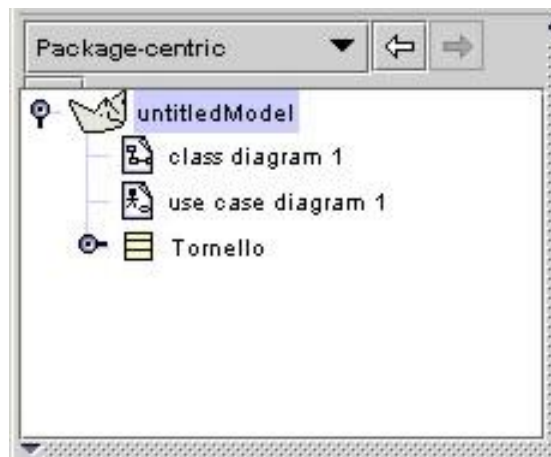 Package-centric
untitledModel
class diagram 1
use case diagram 1
Tornello